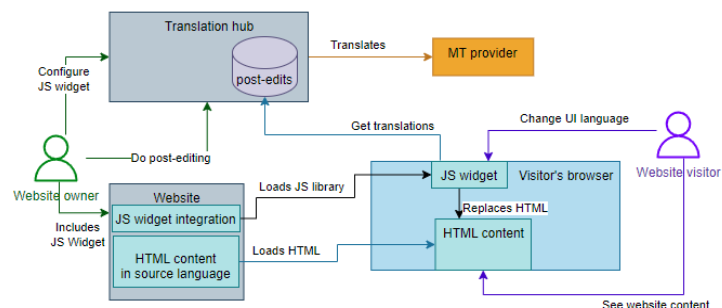 Translation hub
Translates
MT provider
post-edits
Configure
JS widget
Get translations
Change UI language
Do post-editing
Website owner
Website visitor
JS widget
Visitor's browser
Loads JS library
Website
JS widget integration
Replaces HTML
Includes
JS Widget
HTML content
HTML content
in source language
Loads HTML
See website content